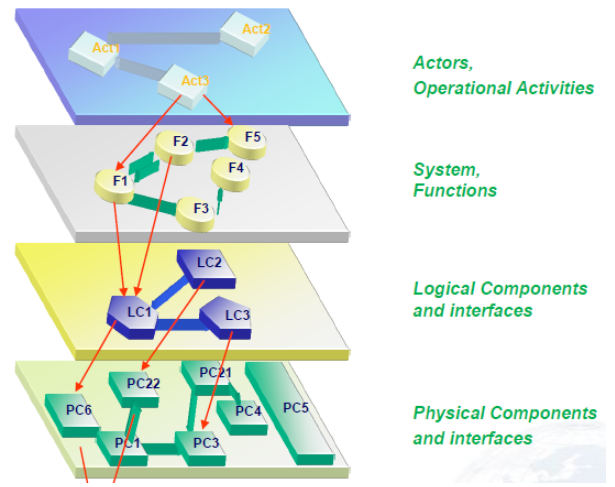 Act2
Act1
Act3
Actors,
Operational Activities
F2
F5
F4
F1
F3
System,
Functions
LC2
LC1
LC3
Logical Components
and interfaces
PC21
PC22
PC6
PC4
PC5
PC1
PC3
Physical Components
and interfaces